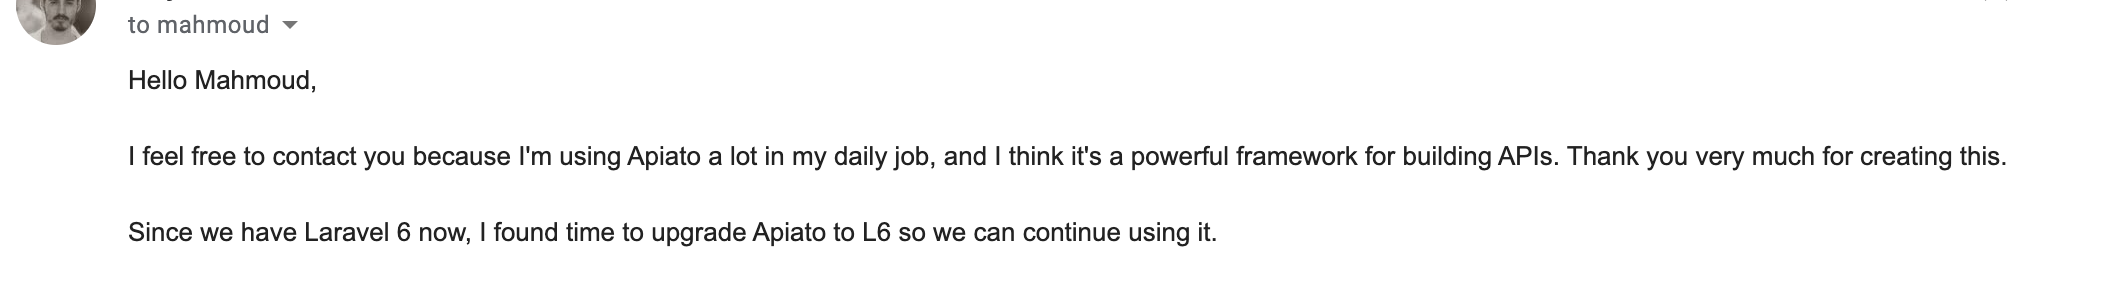 to mahmoud
Hello Mahmoud,
I feel free to contact you because I'm using Apiato a lot in my daily job, and I think it's a powerful framework for building APIs. Thank you very much for creating this.
Since we have Laravel 6 now, I found time to upgrade Apiato to L6 so we can continue using it.